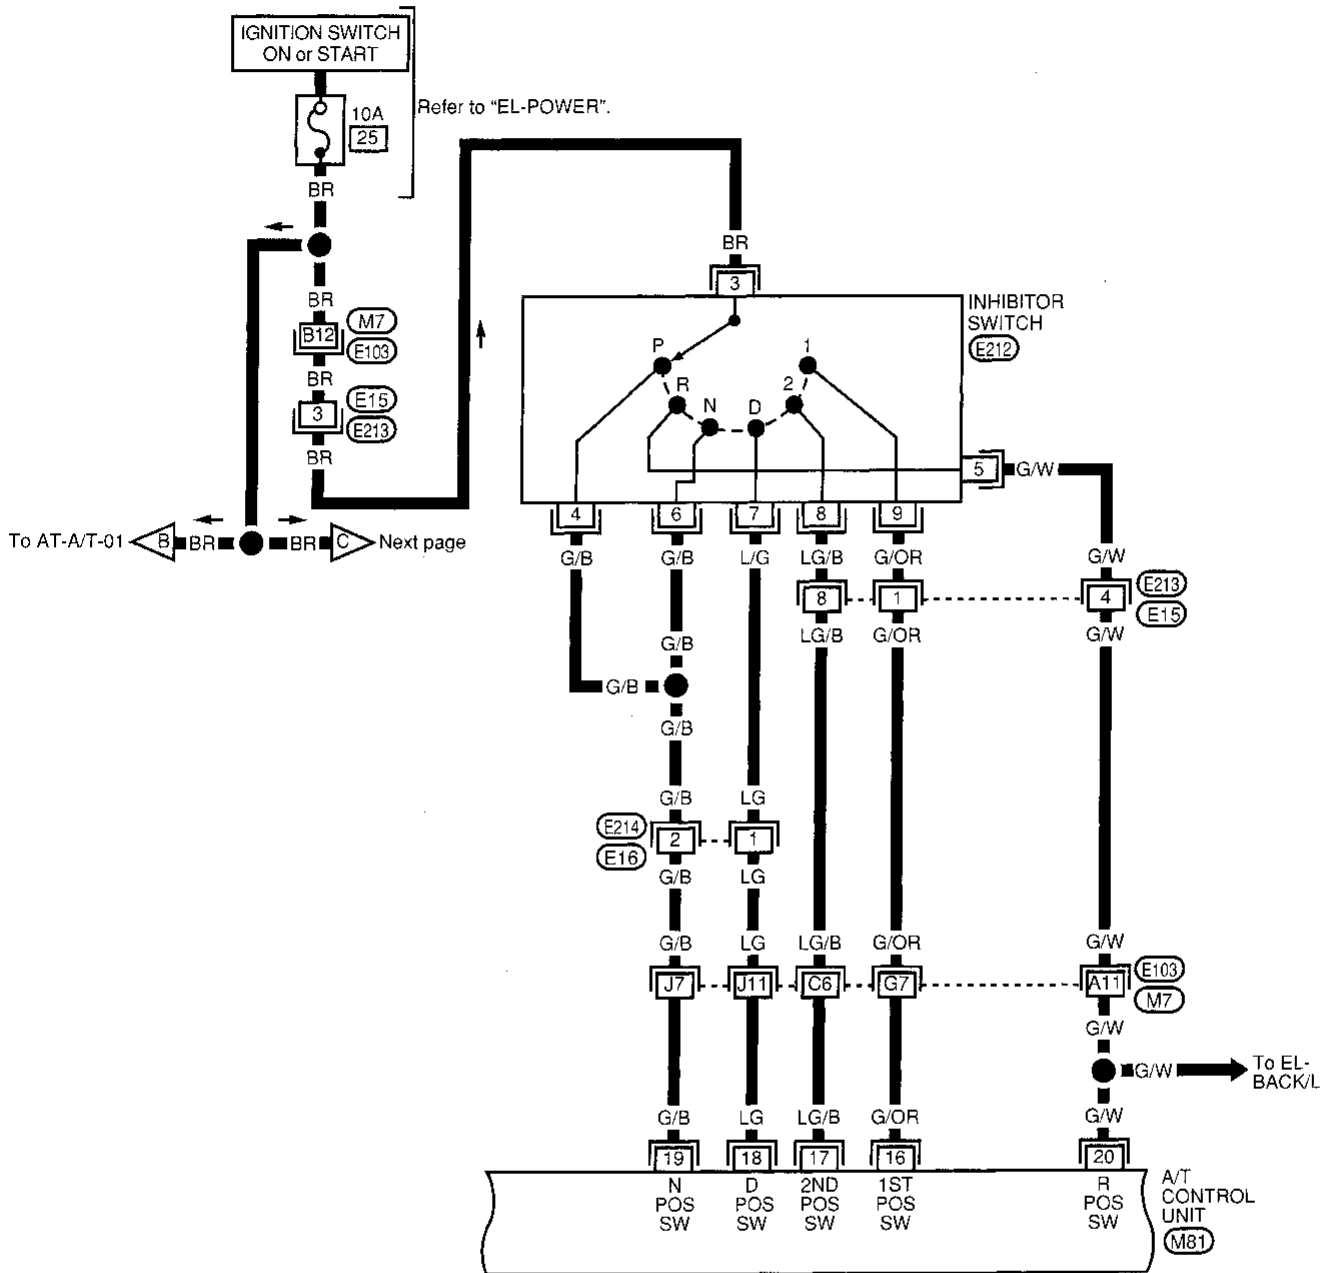 IGNITION SWITCH
ON or START
10A
25
Refer to "EL-POWER".
BR
BR
BR
B12
M7
E103
BR
3
E15
E213
BR
3
INHIBITOR
SWITCH
E212
P
R
N
D
2
1
5
G/W
To AT-A/T-01
B
BR
BR
C
Next page
4
6
7
8
9
G/B
G/B
L/G
LG/B
G/OR
G/W
8
1
4
E213
E15
LG/B
G/OR
G/W
G/B
G/B
G/B
G/B
LG
E214
E16
2
1
G/B
LG
G/B
LG
LG/B
G/OR
G/W
J7
J11
C6
G7
A11
E103
M7
G/W
G/W
To EL-
BACK/L
G/B
LG
LG/B
G/OR
G/W
19
18
17
16
20
N
POS
SW
D
POS
SW
2ND
POS
SW
1ST
POS
SW
R
POS
SW
A/T
CONTROL
UNIT
M81